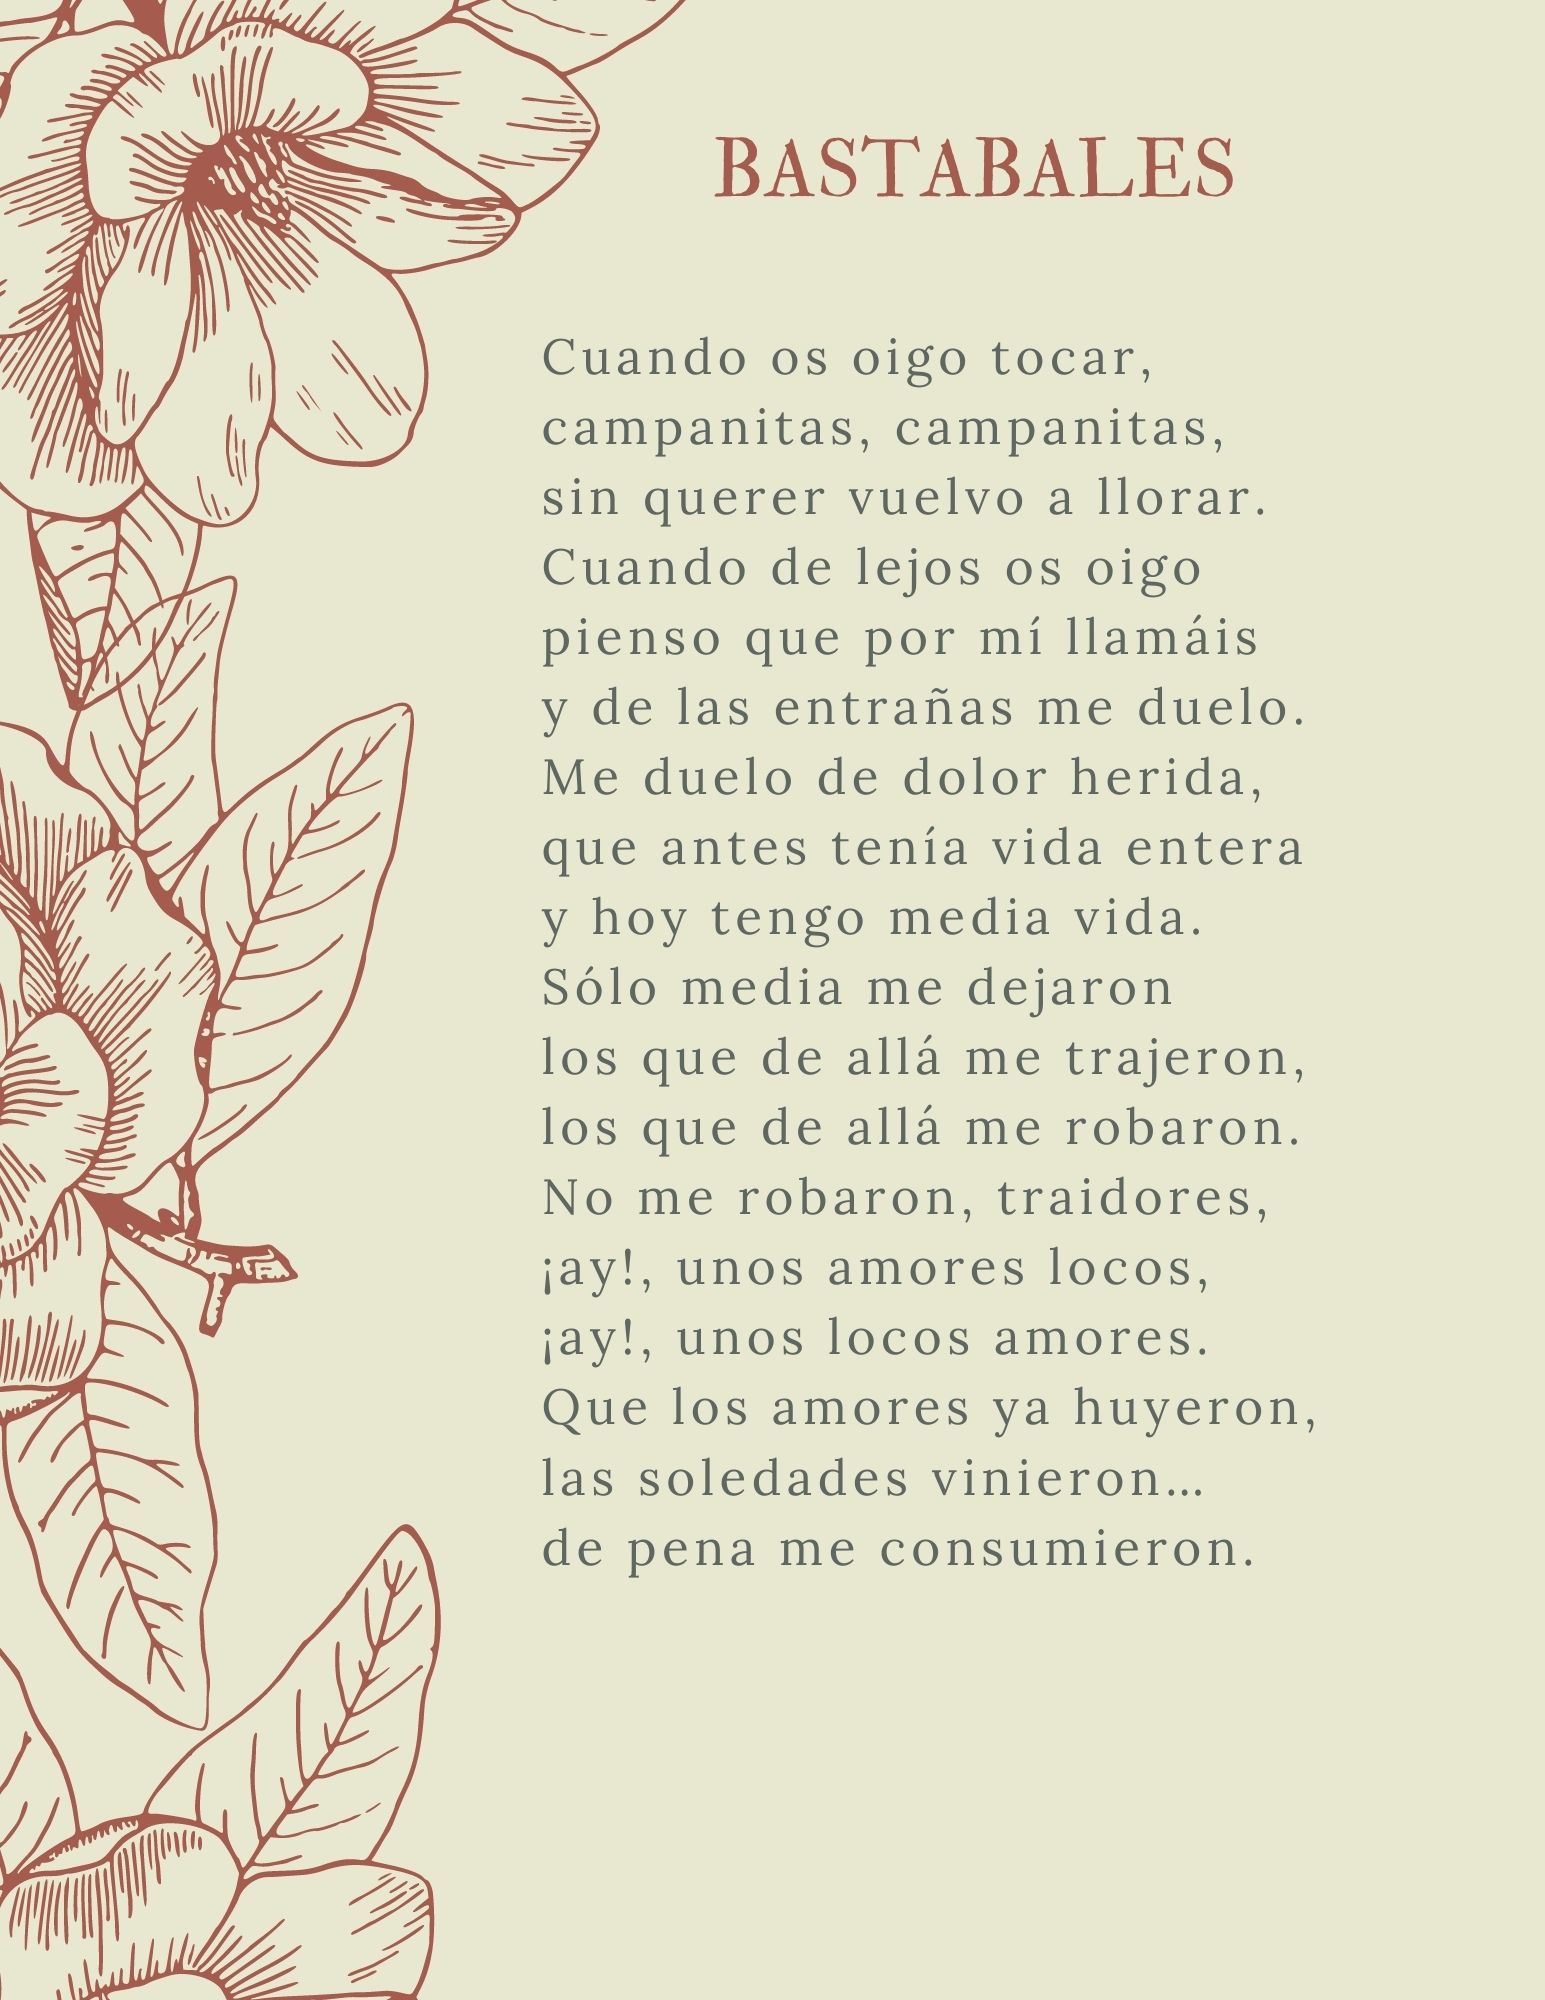 BASTABALES
Cuando os oigo tocar,
campanitas, campanitas,
sin querer vuelvo a llorar.
Cuando de lejos os oigo
pienso que por mí llamáis
y de las entrañas me duelo.
Me duelo de dolor herida,
que antes tenía vida entera
y hoy tengo media vida.
Sólo media me dejaron
los que de allá me trajeron,
los que de allá me robaron.
No me robaron, traidores,
¡ay!, unos amores locos,
¡ay!, unos locos amores.
Que los amores ya huyeron,
las soledades vinieron...
de pena me consumieron.